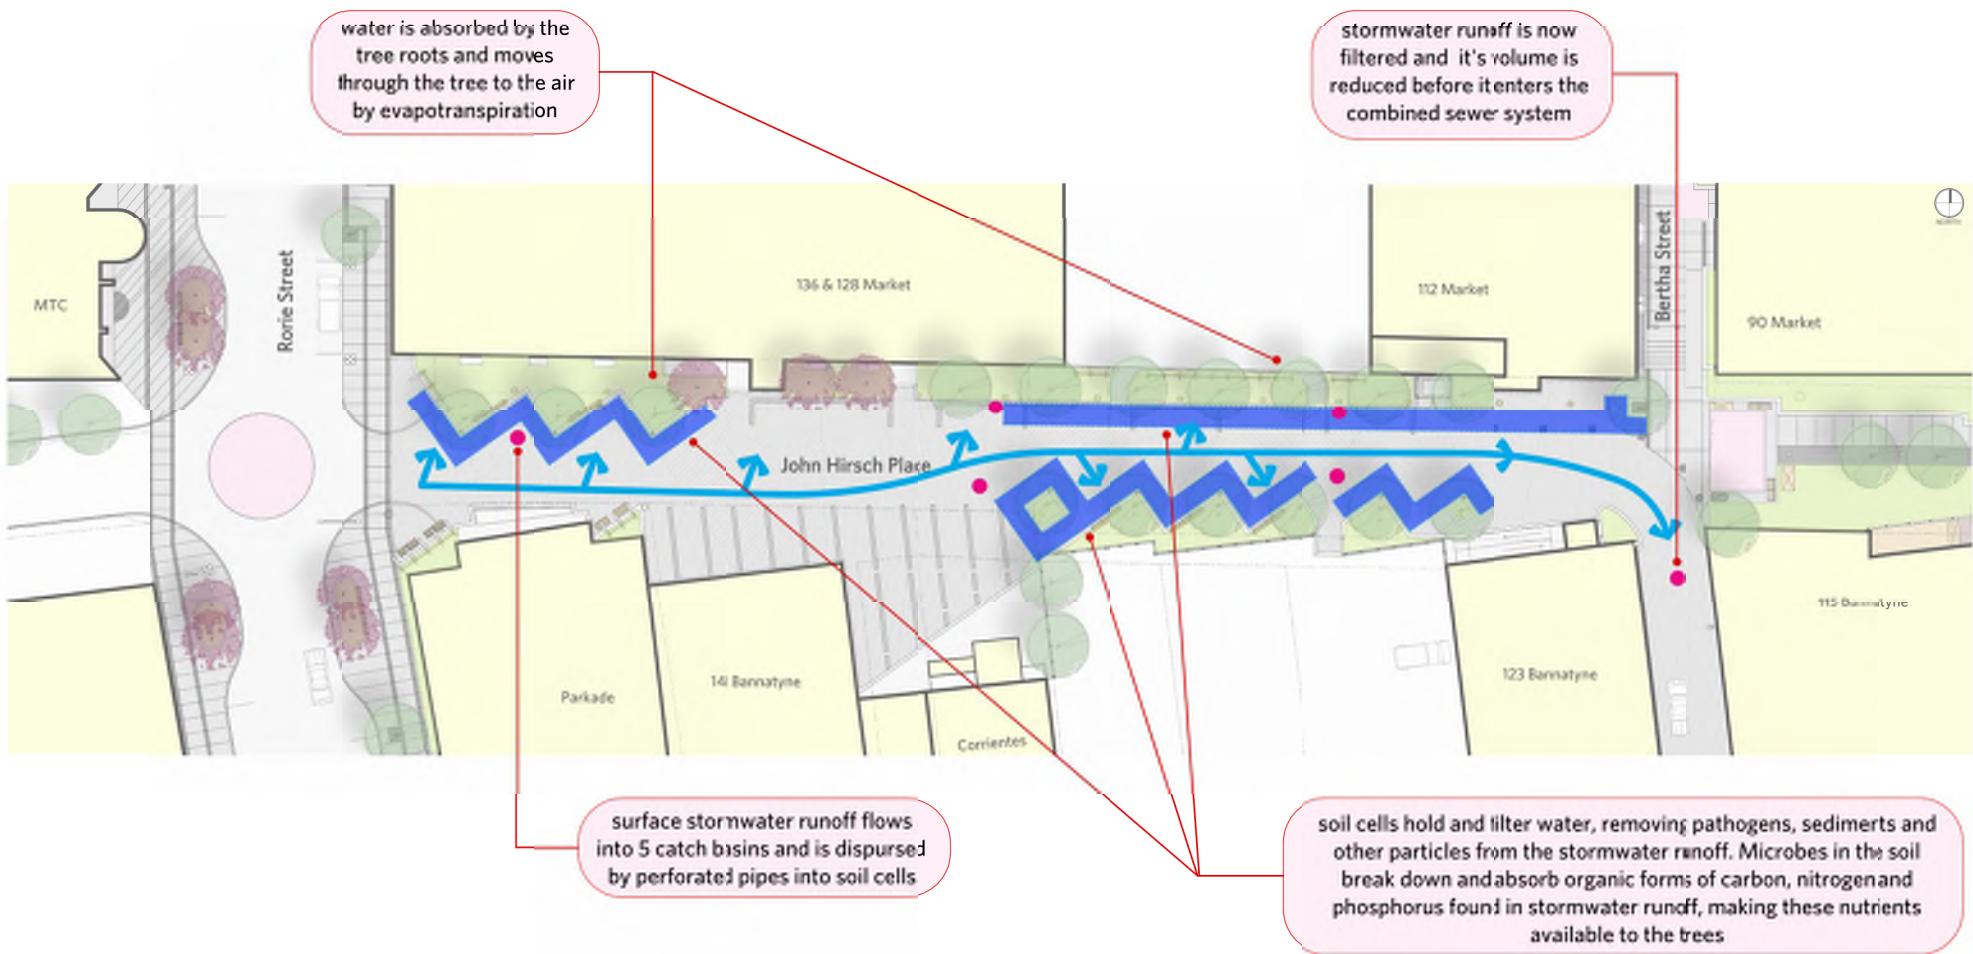 water is absorbed by the
tree roots and moves
through the tree to the air
by evapotranspiration
stormwater runoff is now
filtered and it's volume is
reduced before it enters the
combined sewer system
MTC
Rorie Street
136 & 128 Market
112 Market
Bertha Street
90 Market
NORTH
John Hirsch Place
Parkade
141 Bannatyne
Corrientes
123 Bannatyne
115 Bannatyne
surface stormwater runoff flows
into 5 catch basins and is dispursed
by perforated pipes into soil cells
soil cells hold and filter water, removing pathogens, sediments and
other particles from the stormwater runoff. Microbes in the soil
break down and absorb organic forms of carbon, nitrogen and
phosphorus found in stormwater runoff, making these nutrients
available to the trees